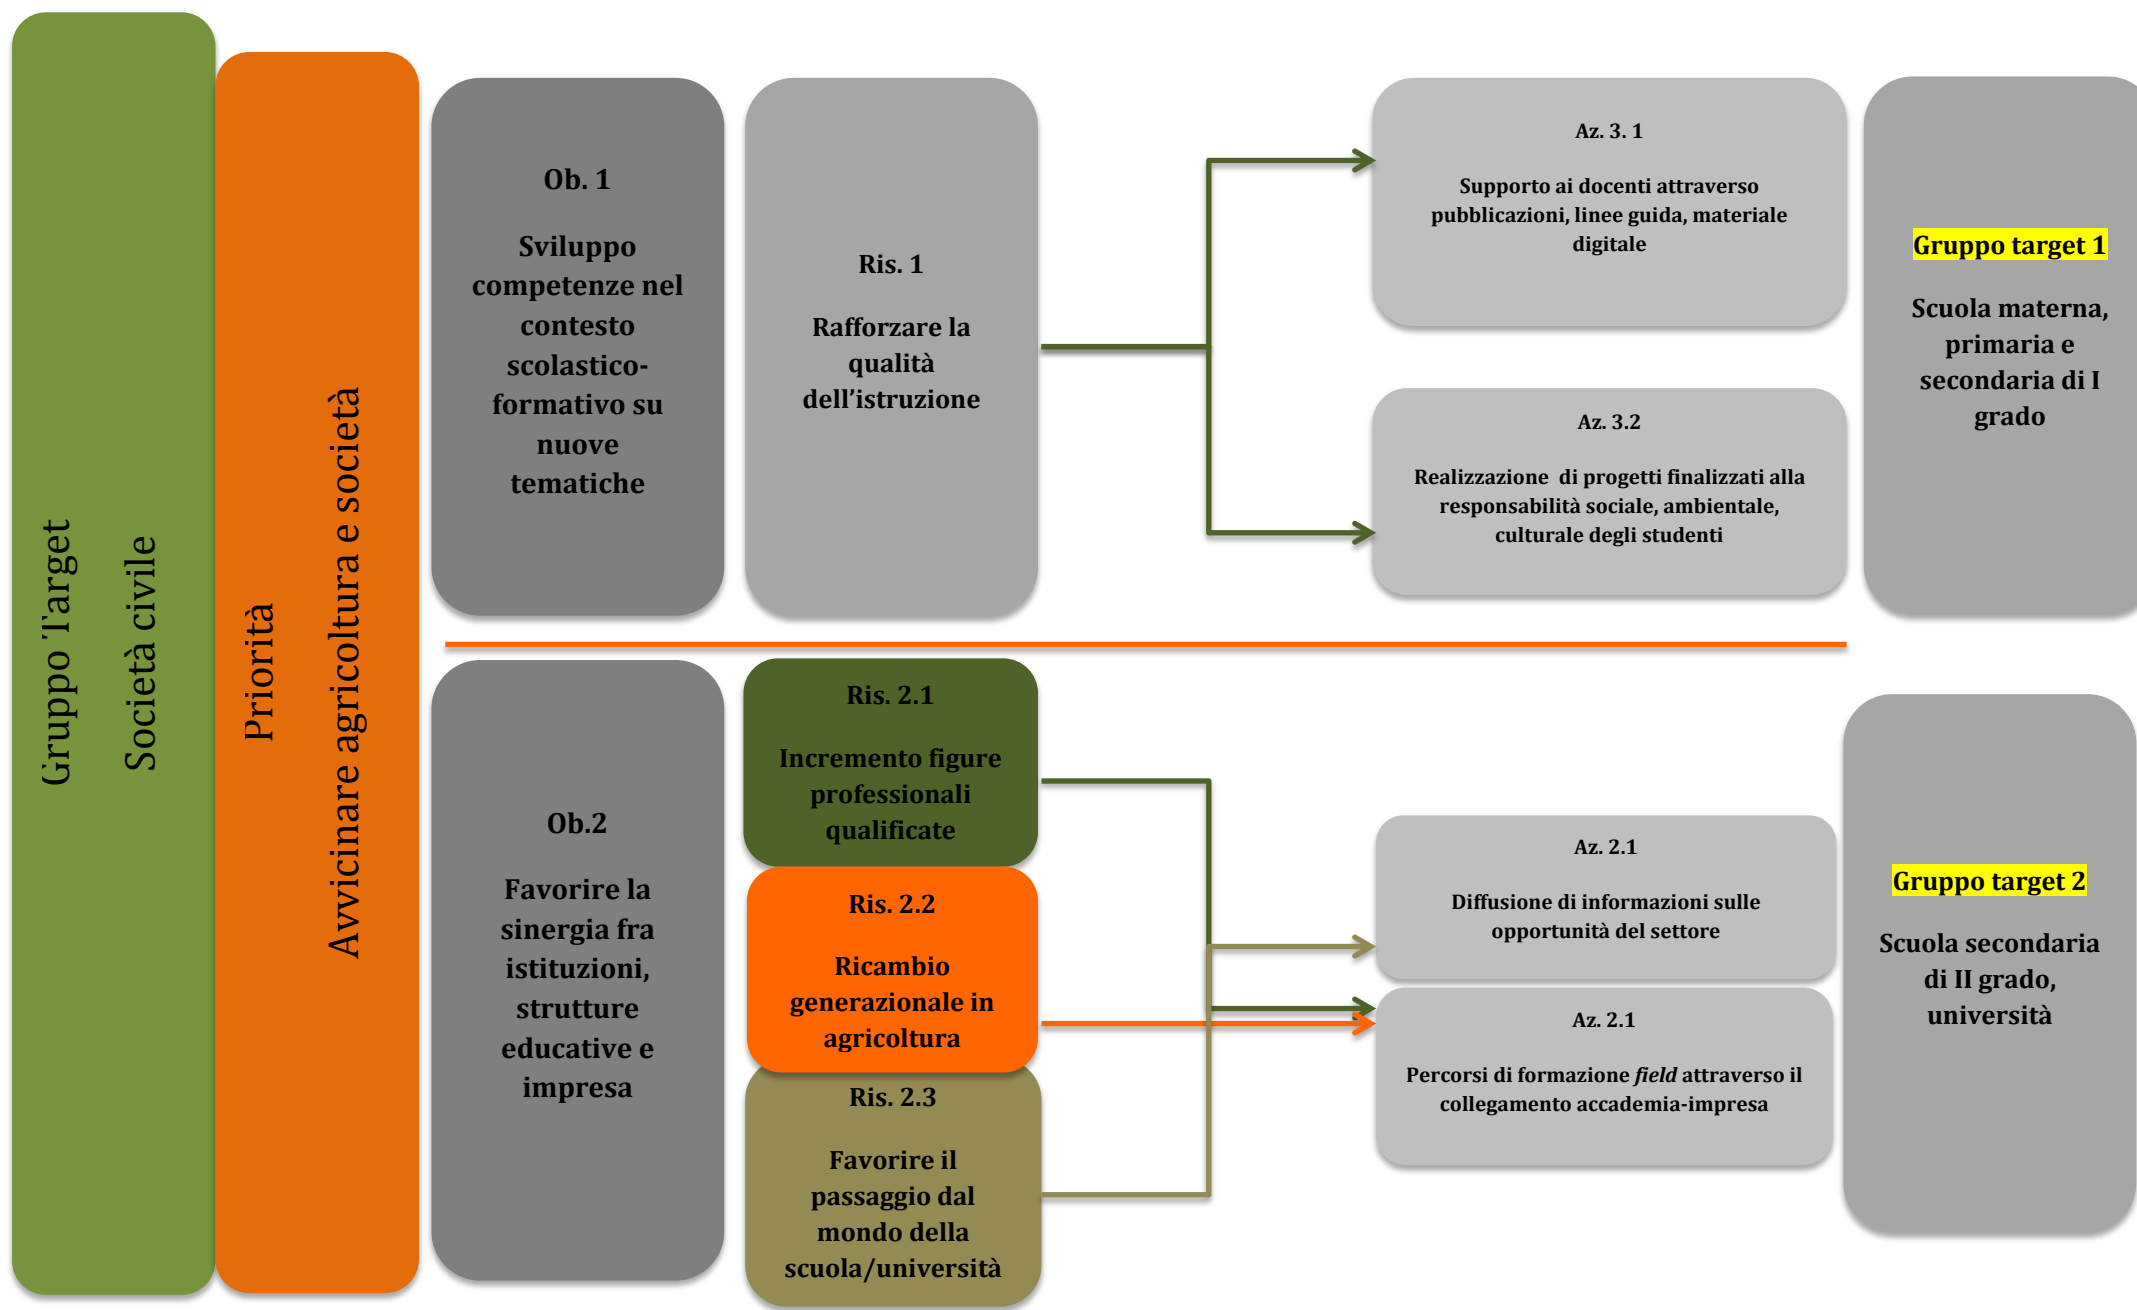 Gruppo Target
Società civile
Priorità
Avvicinare agricoltura e società
Ob. 1
Sviluppo
competenze nel
contesto
scolastico-
formativo su
nuove
tematiche
Ris. 1
Rafforzare la
qualità
dell’istruzione
Az. 3. 1
Supporto ai docenti attraverso
pubblicazioni, linee guida, materiale
digitale
Az. 3.2
Realizzazione  di progetti finalizzati alla
responsabilità sociale, ambientale,
culturale degli studenti
Gruppo target 1
Scuola materna,
primaria e
secondaria di I
grado
Ob.2
Favorire la
sinergia fra
istituzioni,
strutture
educative e
impresa
Ris. 2.1
Incremento figure
professionali
qualificate
Ris. 2.2
Ricambio
generazionale in
agricoltura
Ris. 2.3
Favorire il
passaggio dal
mondo della
scuola/università
Az. 2.1
Diffusione di informazioni sulle
opportunità del settore
Az. 2.1
Percorsi di formazione field attraverso il
collegamento accademia-impresa
Gruppo target 2
Scuola secondaria
di II grado,
università